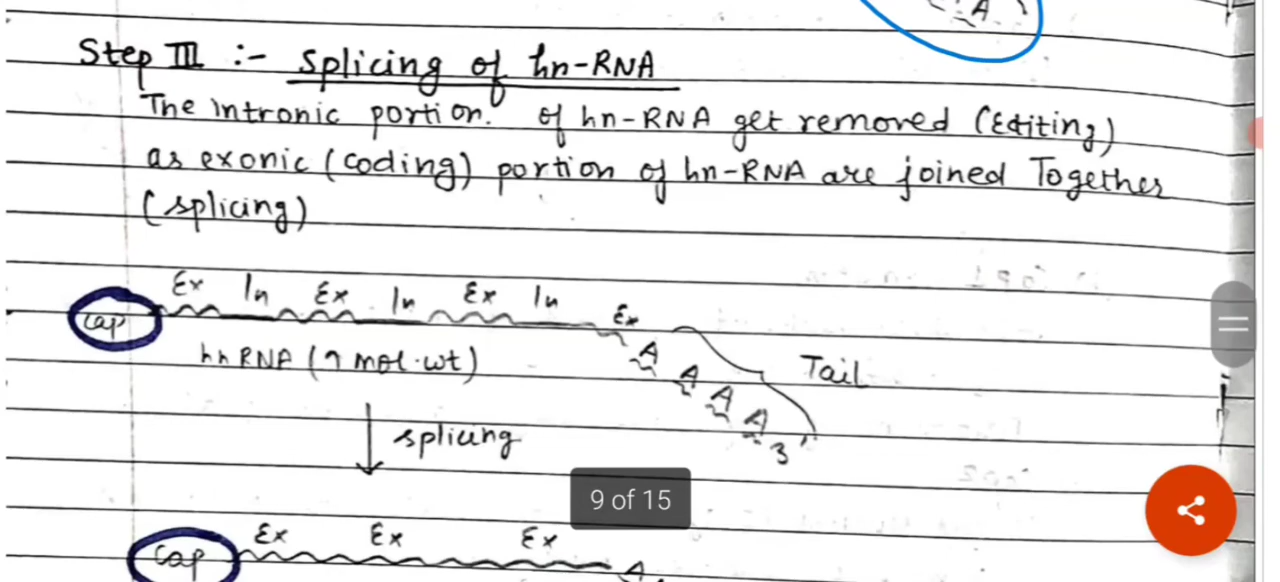 A
Step III :- Splicing of hn-RNA
The intronic portion. of hn-RNA get removed (Editing)
as exonic (coding) portion of hn-RNA are joined Together
(splicing)
Ex In Ex In Ex In Ex
Cap
hnRNA (↑ mol.wt)
A A A A 3'
Tail
↓ splicing
9 of 15
Ex Ex Ex
Cap
A